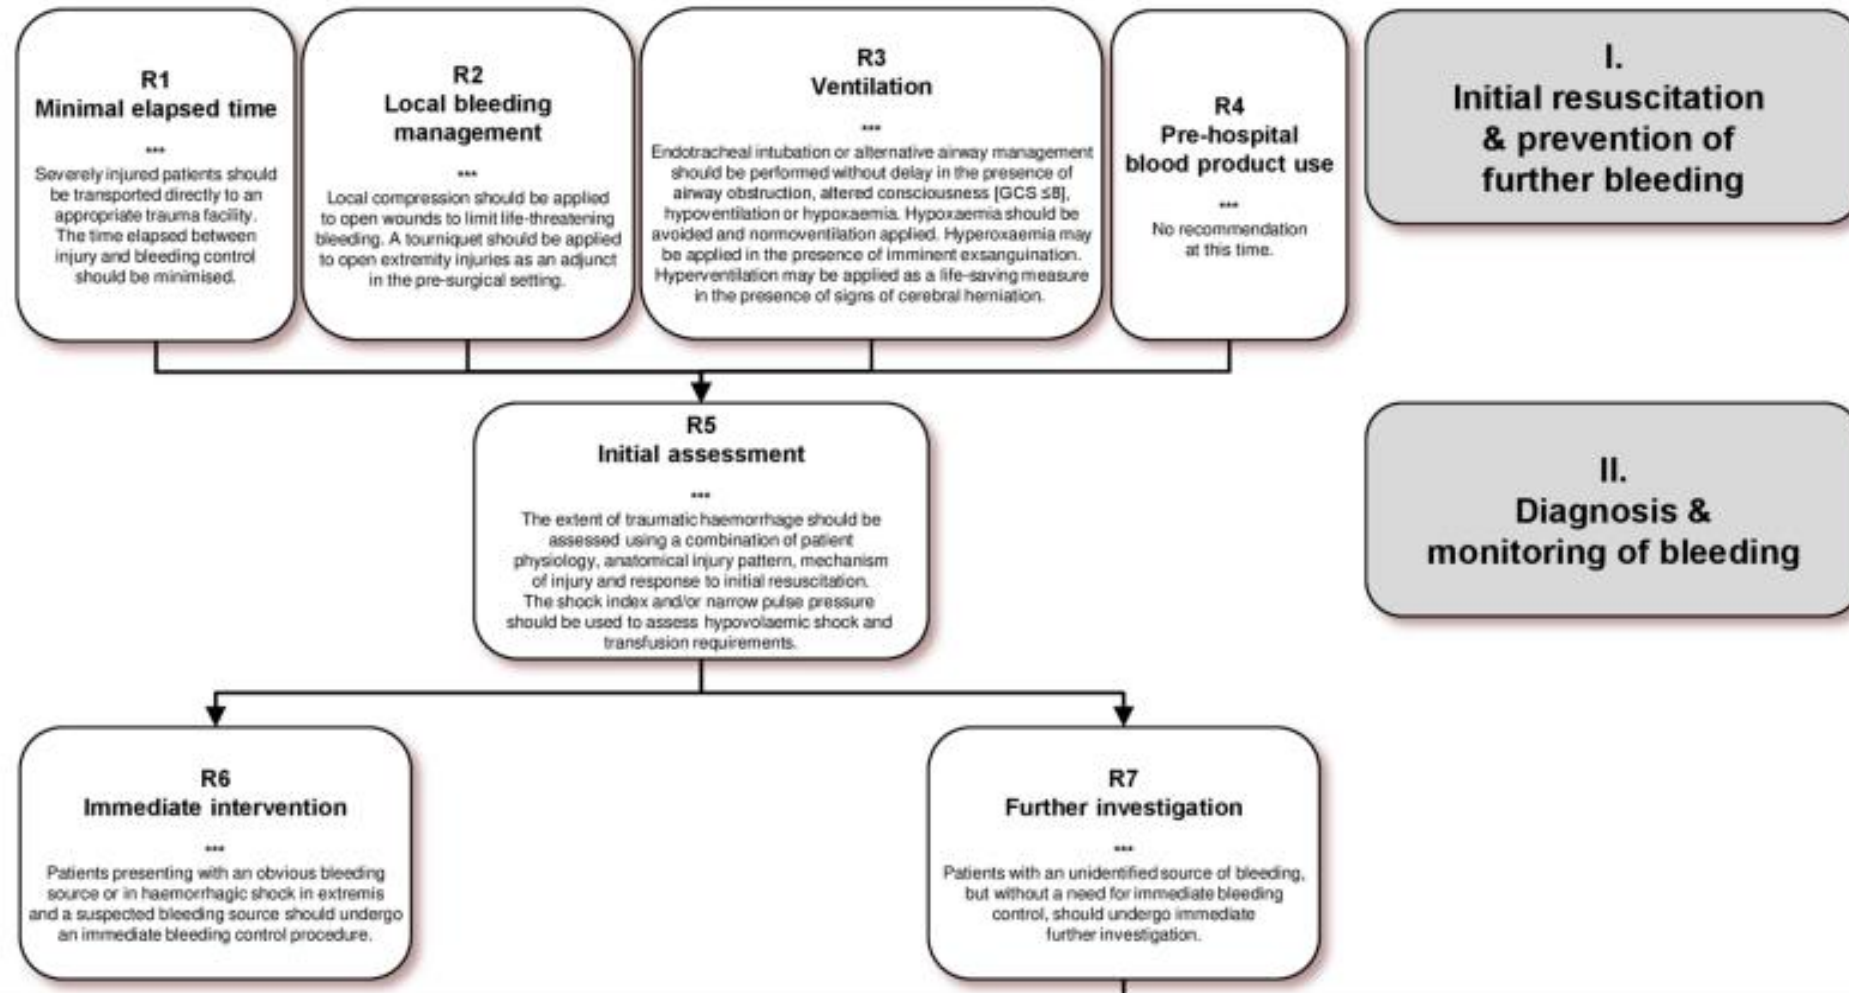 R1
Minimal elapsed time
***
Severely injured patients should
be transported directly to an
appropriate trauma facility.
The time elapsed between
injury and bleeding control
should be minimised.
R2
Local bleeding
management
***
Local compression should be applied
to open wounds to limit life-threatening
bleeding. A tourniquet should be applied
to open extremity injuries as an adjunct
in the pre-surgical setting.
R3
Ventilation
***
Endotracheal intubation or alternative airway management
should be performed without delay in the presence of
airway obstruction, altered consciousness [GCS ≤8],
hypoventilation or hypoxaemia. Hypoxaemia should be
avoided and normoventilation applied. Hyperoxaemia may
be applied in the presence of imminent exsanguination.
Hyperventilation may be applied as a life-saving measure
in the presence of signs of cerebral herniation.
R4
Pre-hospital
blood product use
***
No recommendation
at this time.
I.
Initial resuscitation
& prevention of
further bleeding
R5
Initial assessment
***
The extent of traumatic haemorrhage should be
assessed using a combination of patient
physiology, anatomical injury pattern, mechanism
of injury and response to initial resuscitation.
The shock index and/or narrow pulse pressure
should be used to assess hypovolaemic shock and
transfusion requirements.
II.
Diagnosis &
monitoring of bleeding
R6
Immediate intervention
***
Patients presenting with an obvious bleeding
source or in haemorrhagic shock in extremis
and a suspected bleeding source should undergo
an immediate bleeding control procedure.
R7
Further investigation
***
Patients with an unidentified source of bleeding,
but without a need for immediate bleeding
control, should undergo immediate
further investigation.